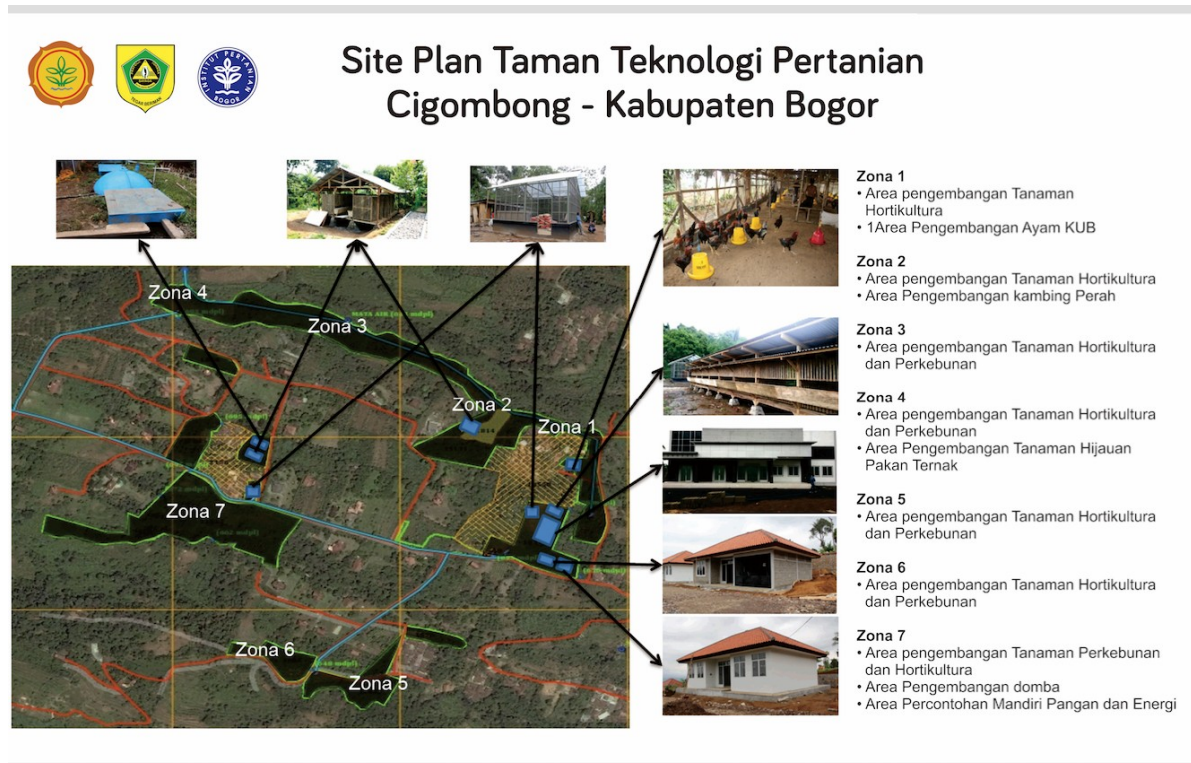 INSTITUT PERTANIAN
BOGOR
Site Plan Taman Teknologi Pertanian
Cigombong - Kabupaten Bogor
Zona 4
Zona 3
Zona 2
Zona 1
Zona 7
Zona 6
Zona 5
Zona 1
• Area pengembangan Tanaman
Hortikultura
• 1Area Pengembangan Ayam KUB
Zona 2
• Area pengembangan Tanaman Hortikultura
• Area Pengembangan kambing Perah
Zona 3
• Area pengembangan Tanaman Hortikultura
dan Perkebunan
Zona 4
• Area pengembangan Tanaman Hortikultura
dan Perkebunan
• Area Pengembangan Tanaman Hijauan
Pakan Ternak
Zona 5
• Area pengembangan Tanaman Hortikultura
dan Perkebunan
Zona 6
• Area pengembangan Tanaman Hortikultura
dan Perkebunan
Zona 7
• Area pengembangan Tanaman Perkebunan
dan Hortikultura
• Area Pengembangan domba
• Area Percontohan Mandiri Pangan dan Energi